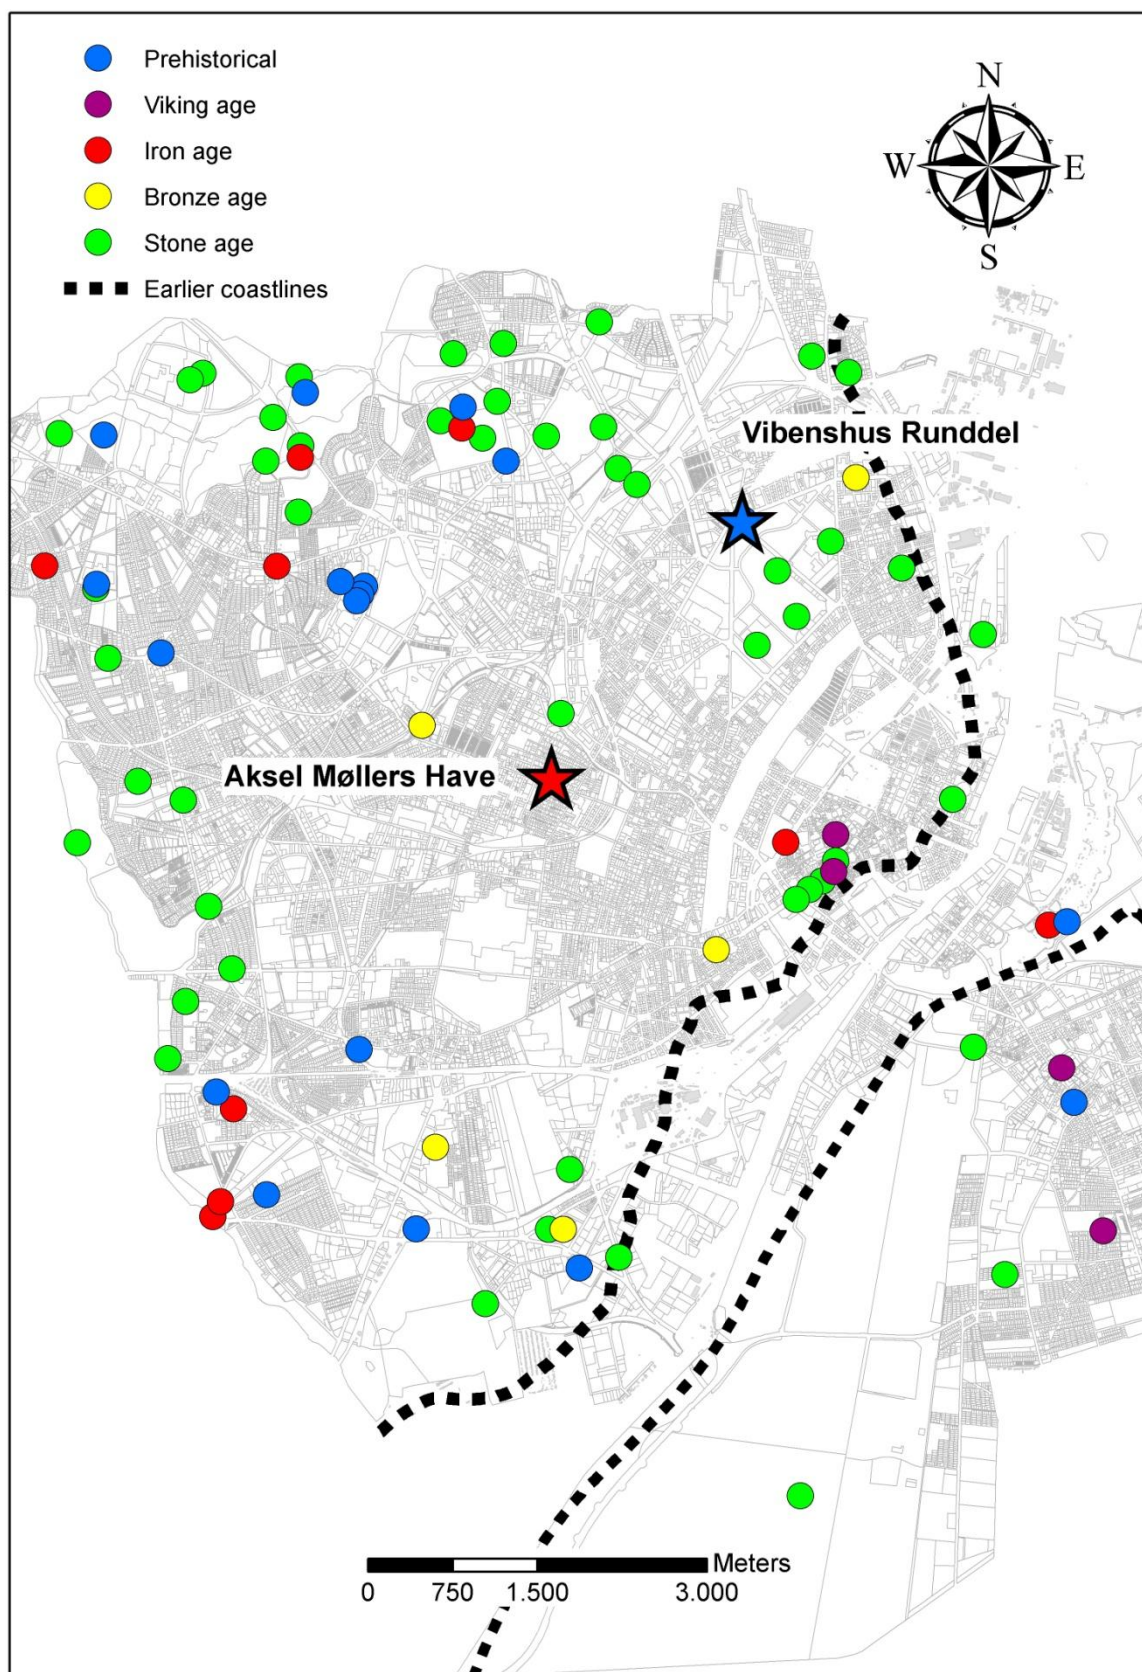 Prehistorical
Viking age
Iron age
Bronze age
Stone age
Earlier coastlines
N
W
E
S
Vibenshus Runddel
Aksel Møllers Have
Meters
0 750 1.500 3.000